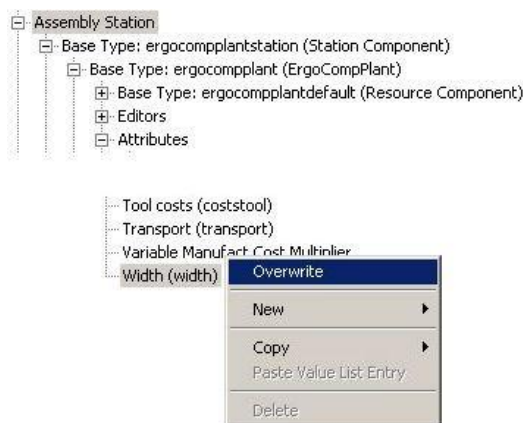 Assembly Station
Base Type: ergocompplantstation (Station Component)
Base Type: ergocompplant (ErgoCompPlant)
Base Type: ergocompplantdefault (Resource Component)
Editors
Attributes
Tool costs (coststool)
Transport (transport)
Variable Manufact Cost Multiplier
Width (width)
Overwrite
New
Copy
Paste Value List Entry
Delete